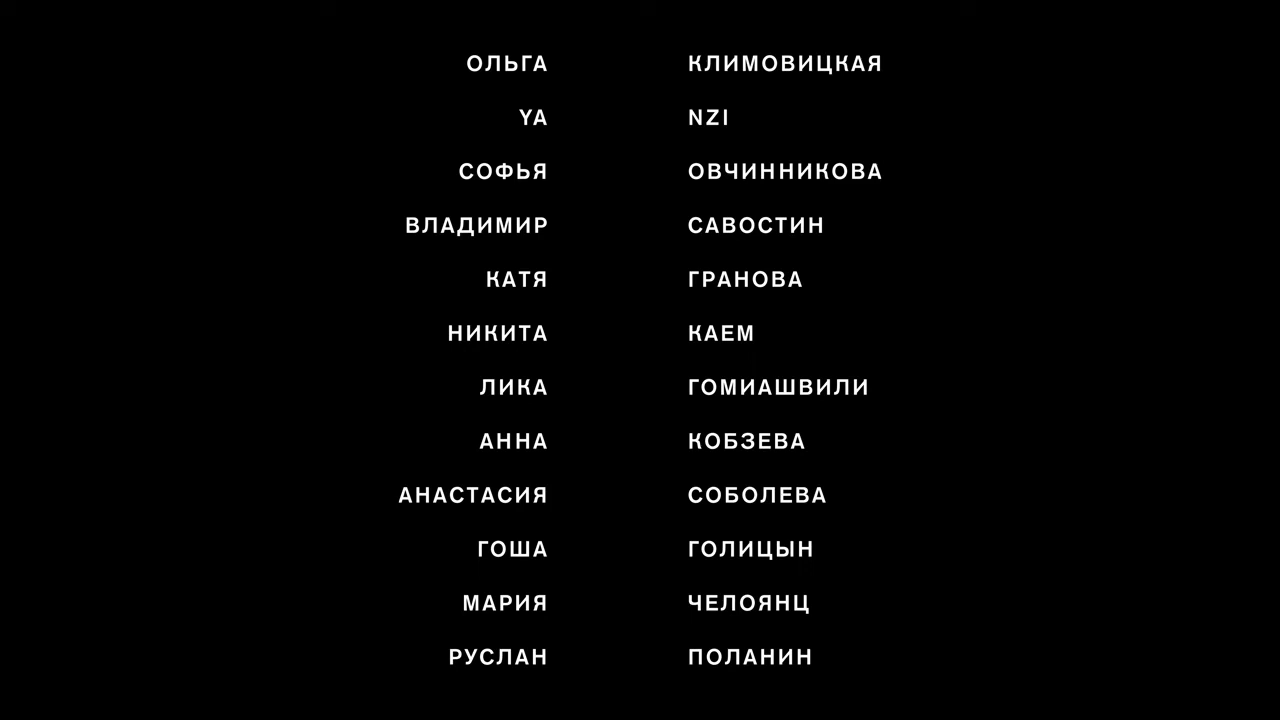 ОЛЬГА КЛИМОВИЦКАЯ
YA NZI
СОФЬЯ ОВЧИННИКОВА
ВЛАДИМИР САВОСТИН
КАТЯ ГРАНОВА
НИКИТА КАЕМ
ЛИКА ГОМИАШВИЛИ
АННА КОБЗЕВА
АНАСТАСИЯ СОБОЛЕВА
ГОША ГОЛИЦЫН
МАРИЯ ЧЕЛОЯНЦ
РУСЛАН ПОЛАНИН